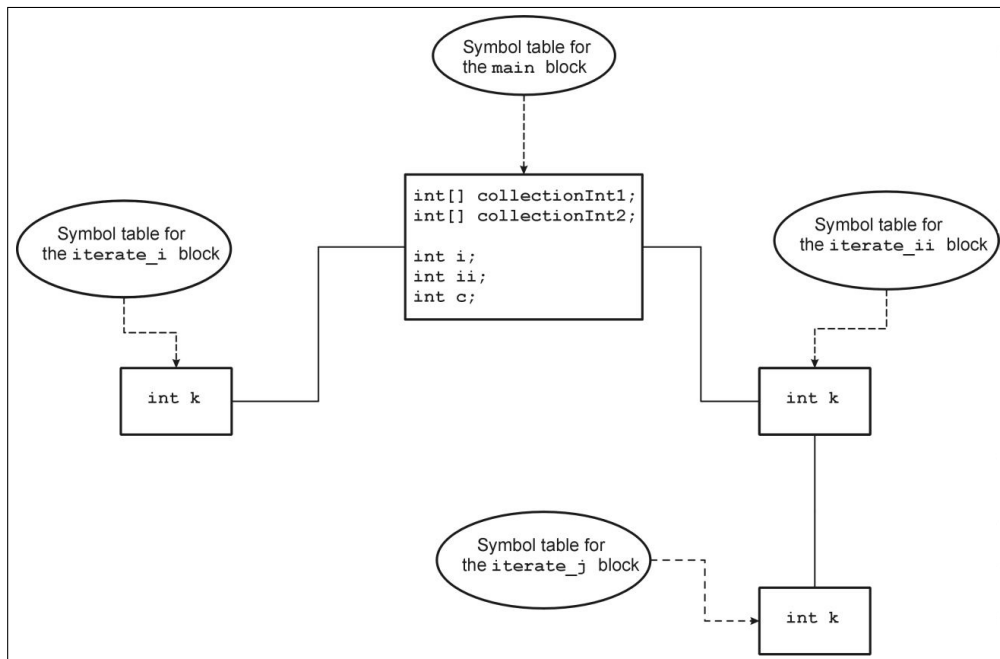 Symbol table for
the main block
int[] collectionInt1;
int[] collectionInt2;
int i;
int ii;
int c;
Symbol table for
the iterate_i block
Symbol table for
the iterate_ii block
int k
int k
Symbol table for
the iterate_j block
int k